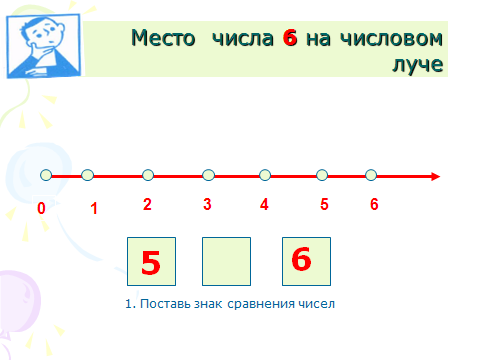 Место числа 6 на числовом
луче
0 1 2 3 4 5 6
5 6
1. Поставь знак сравнения чисел